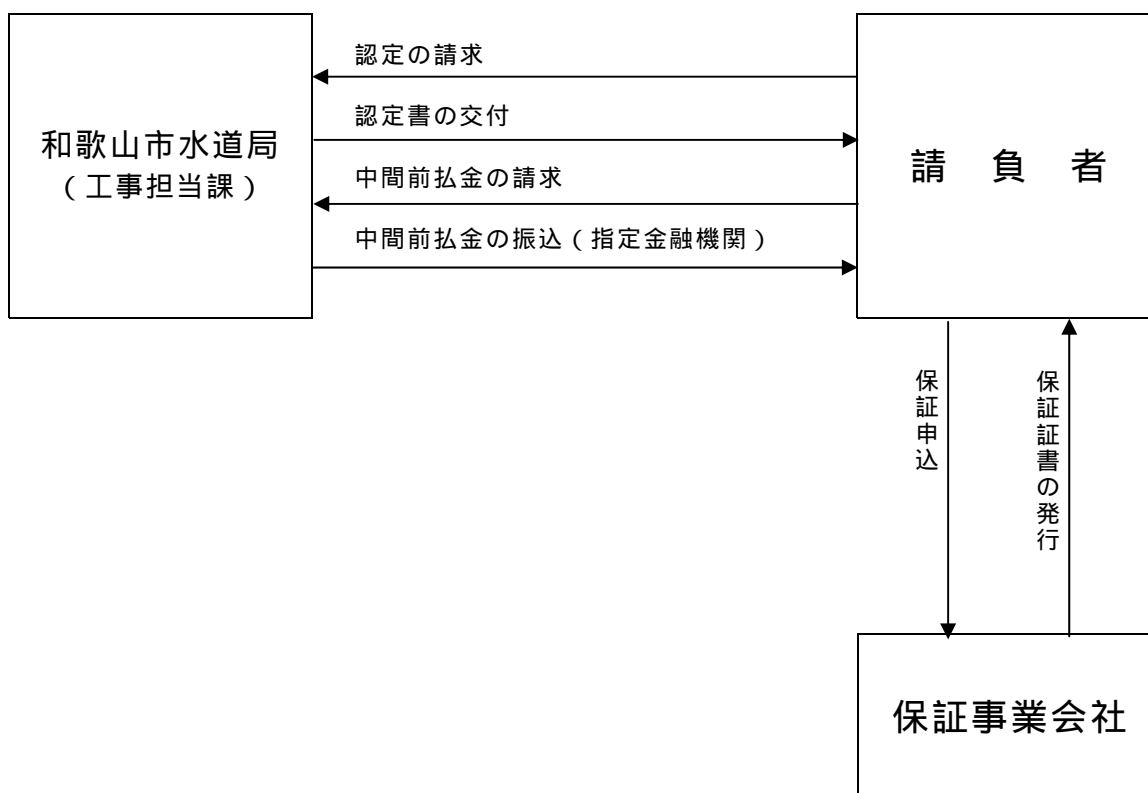 和歌山市水道局
（工事担当課）
認定の請求
認定書の交付
中間前払金の請求
中間前払金の振込（指定金融機関）
請　負　者
保証申込
保証証書の発行
保証事業会社